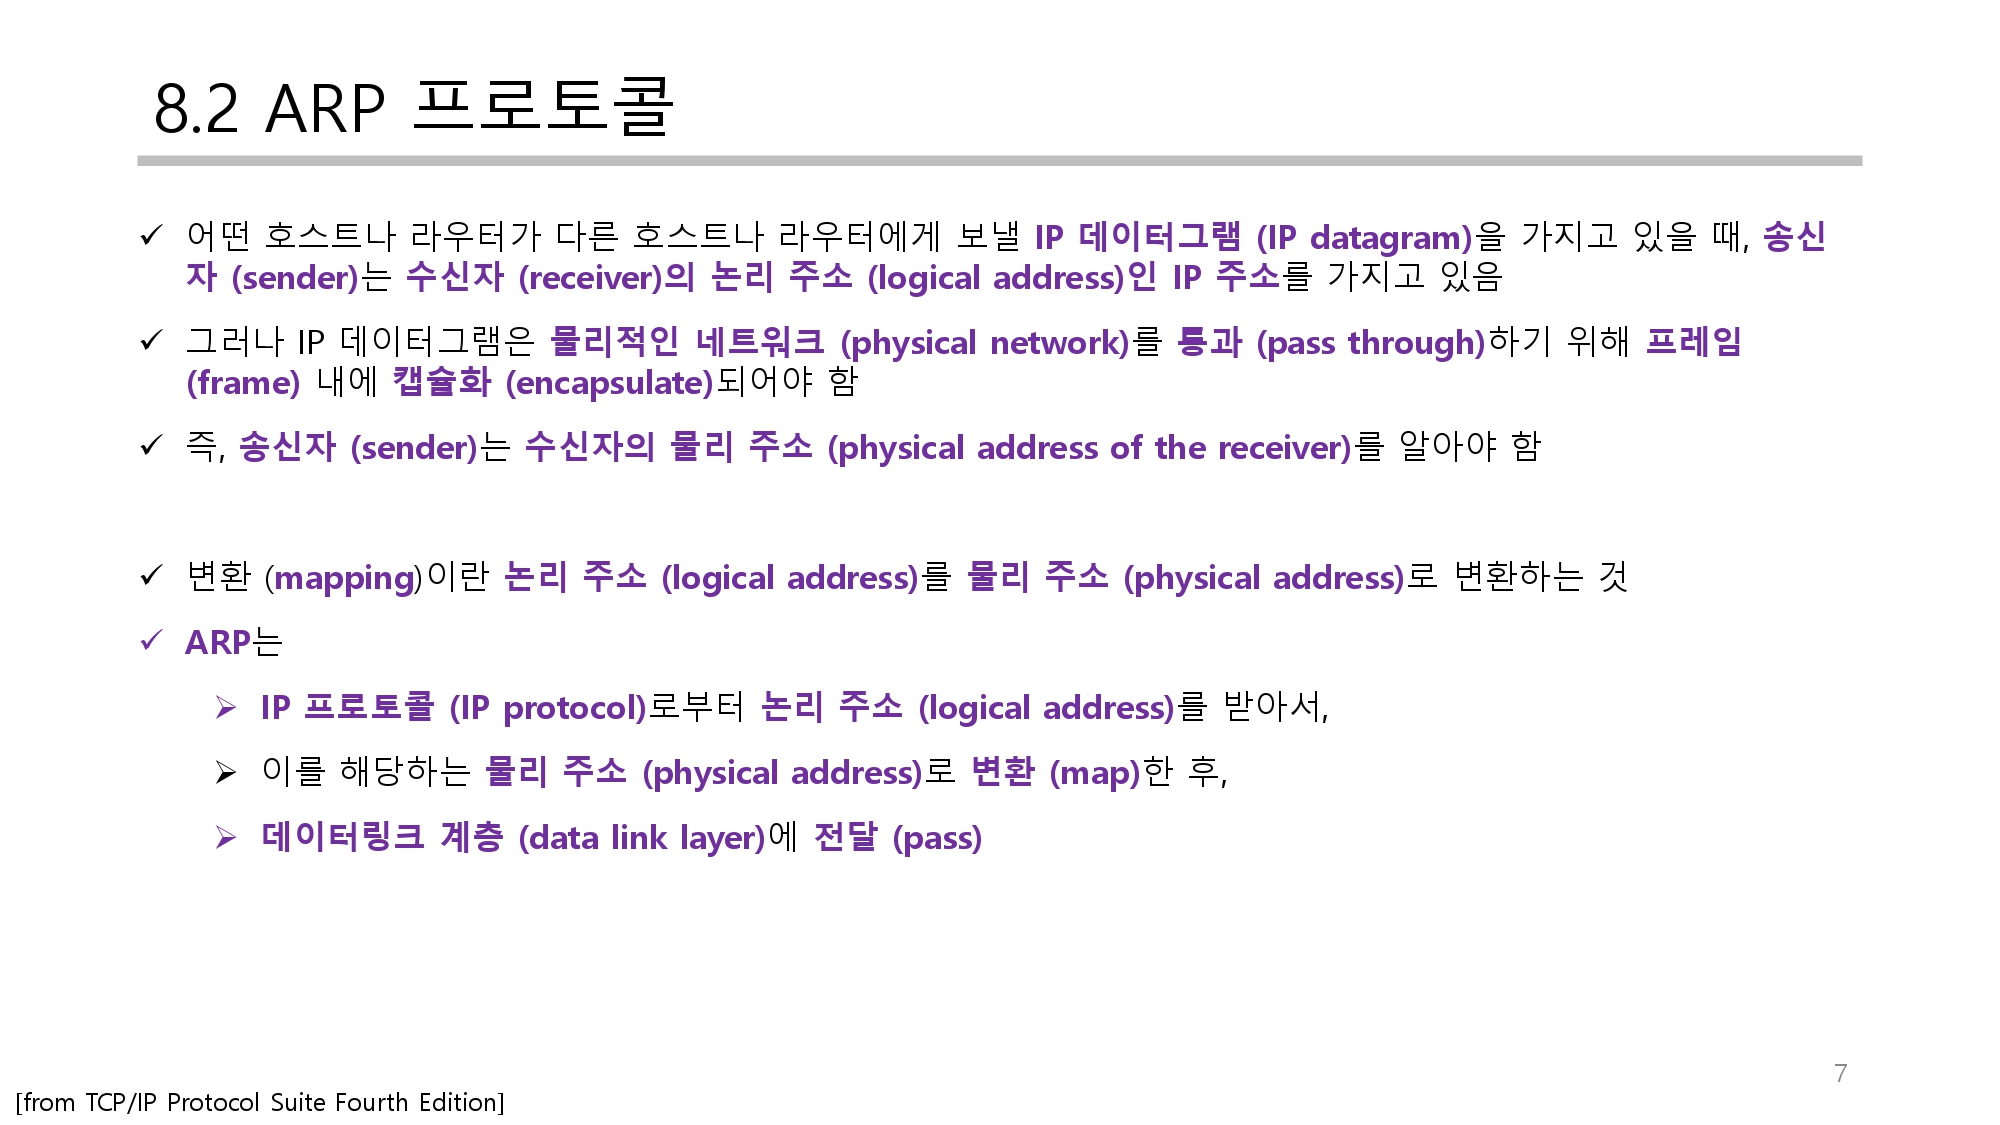 8.2 ARP 프로토콜
✓ 어떤 호스트나 라우터가 다른 호스트나 라우터에게 보낼 IP 데이터그램 (IP datagram)을 가지고 있을 때, 송신
자 (sender)는 수신자 (receiver)의 논리 주소 (logical address)인 IP 주소를 가지고 있음
✓ 그러나 IP 데이터그램은 물리적인 네트워크 (physical network)를 통과 (pass through)하기 위해 프레임
(frame) 내에 캡슐화 (encapsulate)되어야 함
✓ 즉, 송신자 (sender)는 수신자의 물리 주소 (physical address of the receiver)를 알아야 함
✓ 변환 (mapping)이란 논리 주소 (logical address)를 물리 주소 (physical address)로 변환하는 것
✓ ARP는
➢ IP 프로토콜 (IP protocol)로부터 논리 주소 (logical address)를 받아서,
➢ 이를 해당하는 물리 주소 (physical address)로 변환 (map)한 후,
➢ 데이터링크 계층 (data link layer)에 전달 (pass)
7
[from TCP/IP Protocol Suite Fourth Edition]